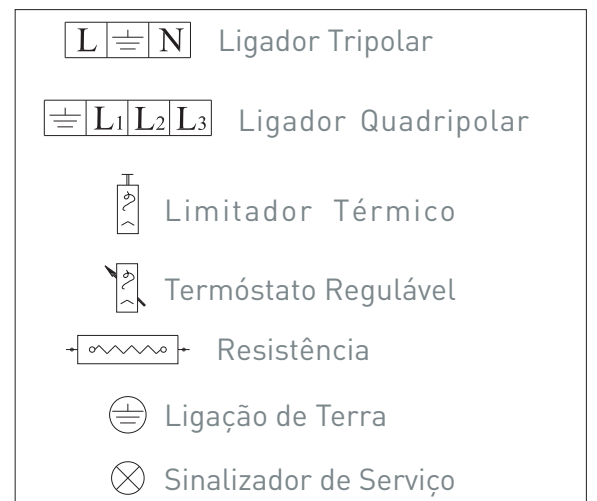 L N Ligador Tripolar
L1 L2 L3 Ligador Quadripolar
Limitador Térmico
Termóstato Regulável
Resistência
Ligação de Terra
Sinalizador de Serviço